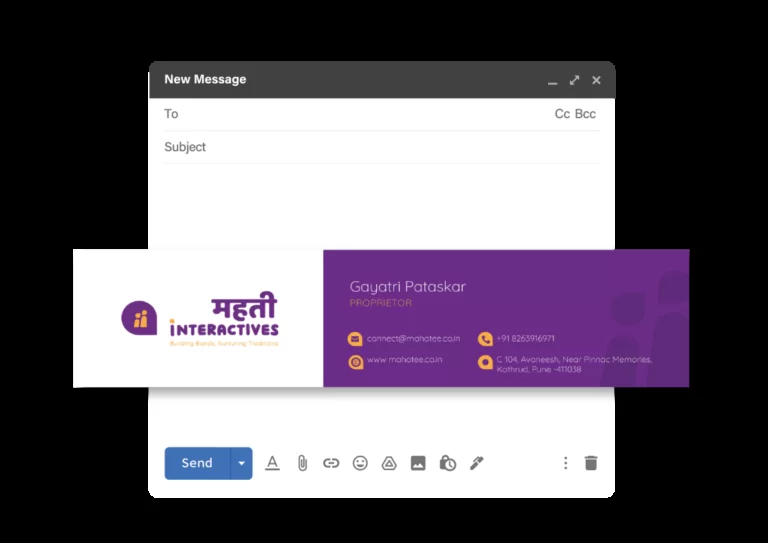 New Message
To
Cc Bcc
Subject
महती
iNTERACTIVES
Building Bonds, Nurturing Traditions
Gayatri Pataskar
PROPRIETOR
connect@mahatee.co.in
+91 8263916971
www.mahatee.co.in
C 104, Avaneesh, Near Pinnac Memories,
Kothrud, Pune -411038
Send